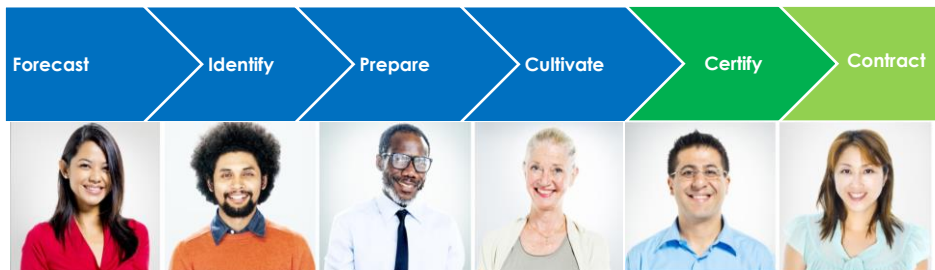 Forecast
Identify
Prepare
Cultivate
Certify
Contract